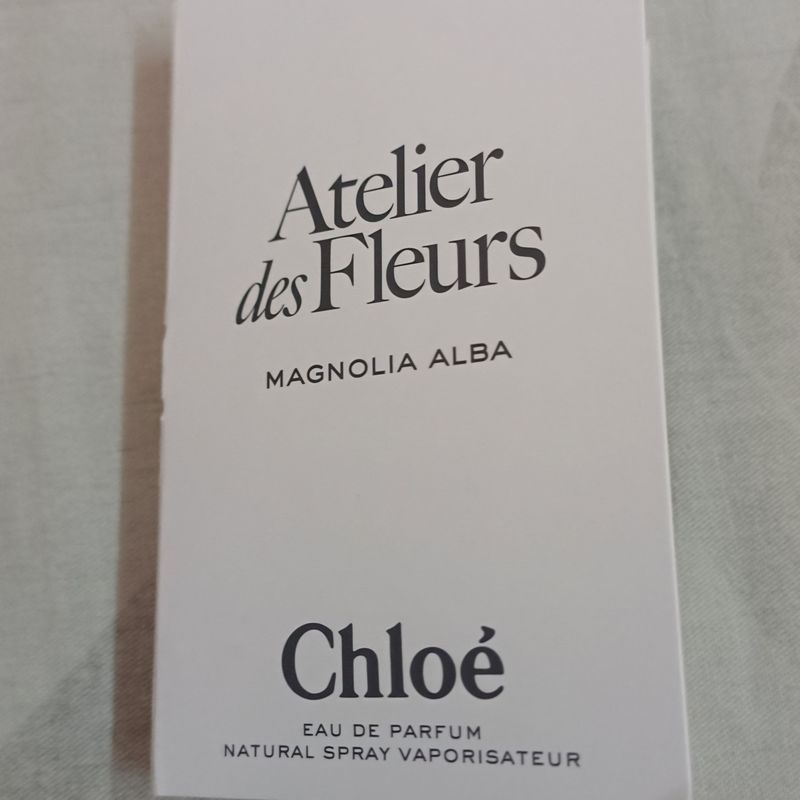 Atelier
des Fleurs
MAGNOLIA ALBA
Chloé
EAU DE PARFUM
NATURAL SPRAY VAPORISATEUR